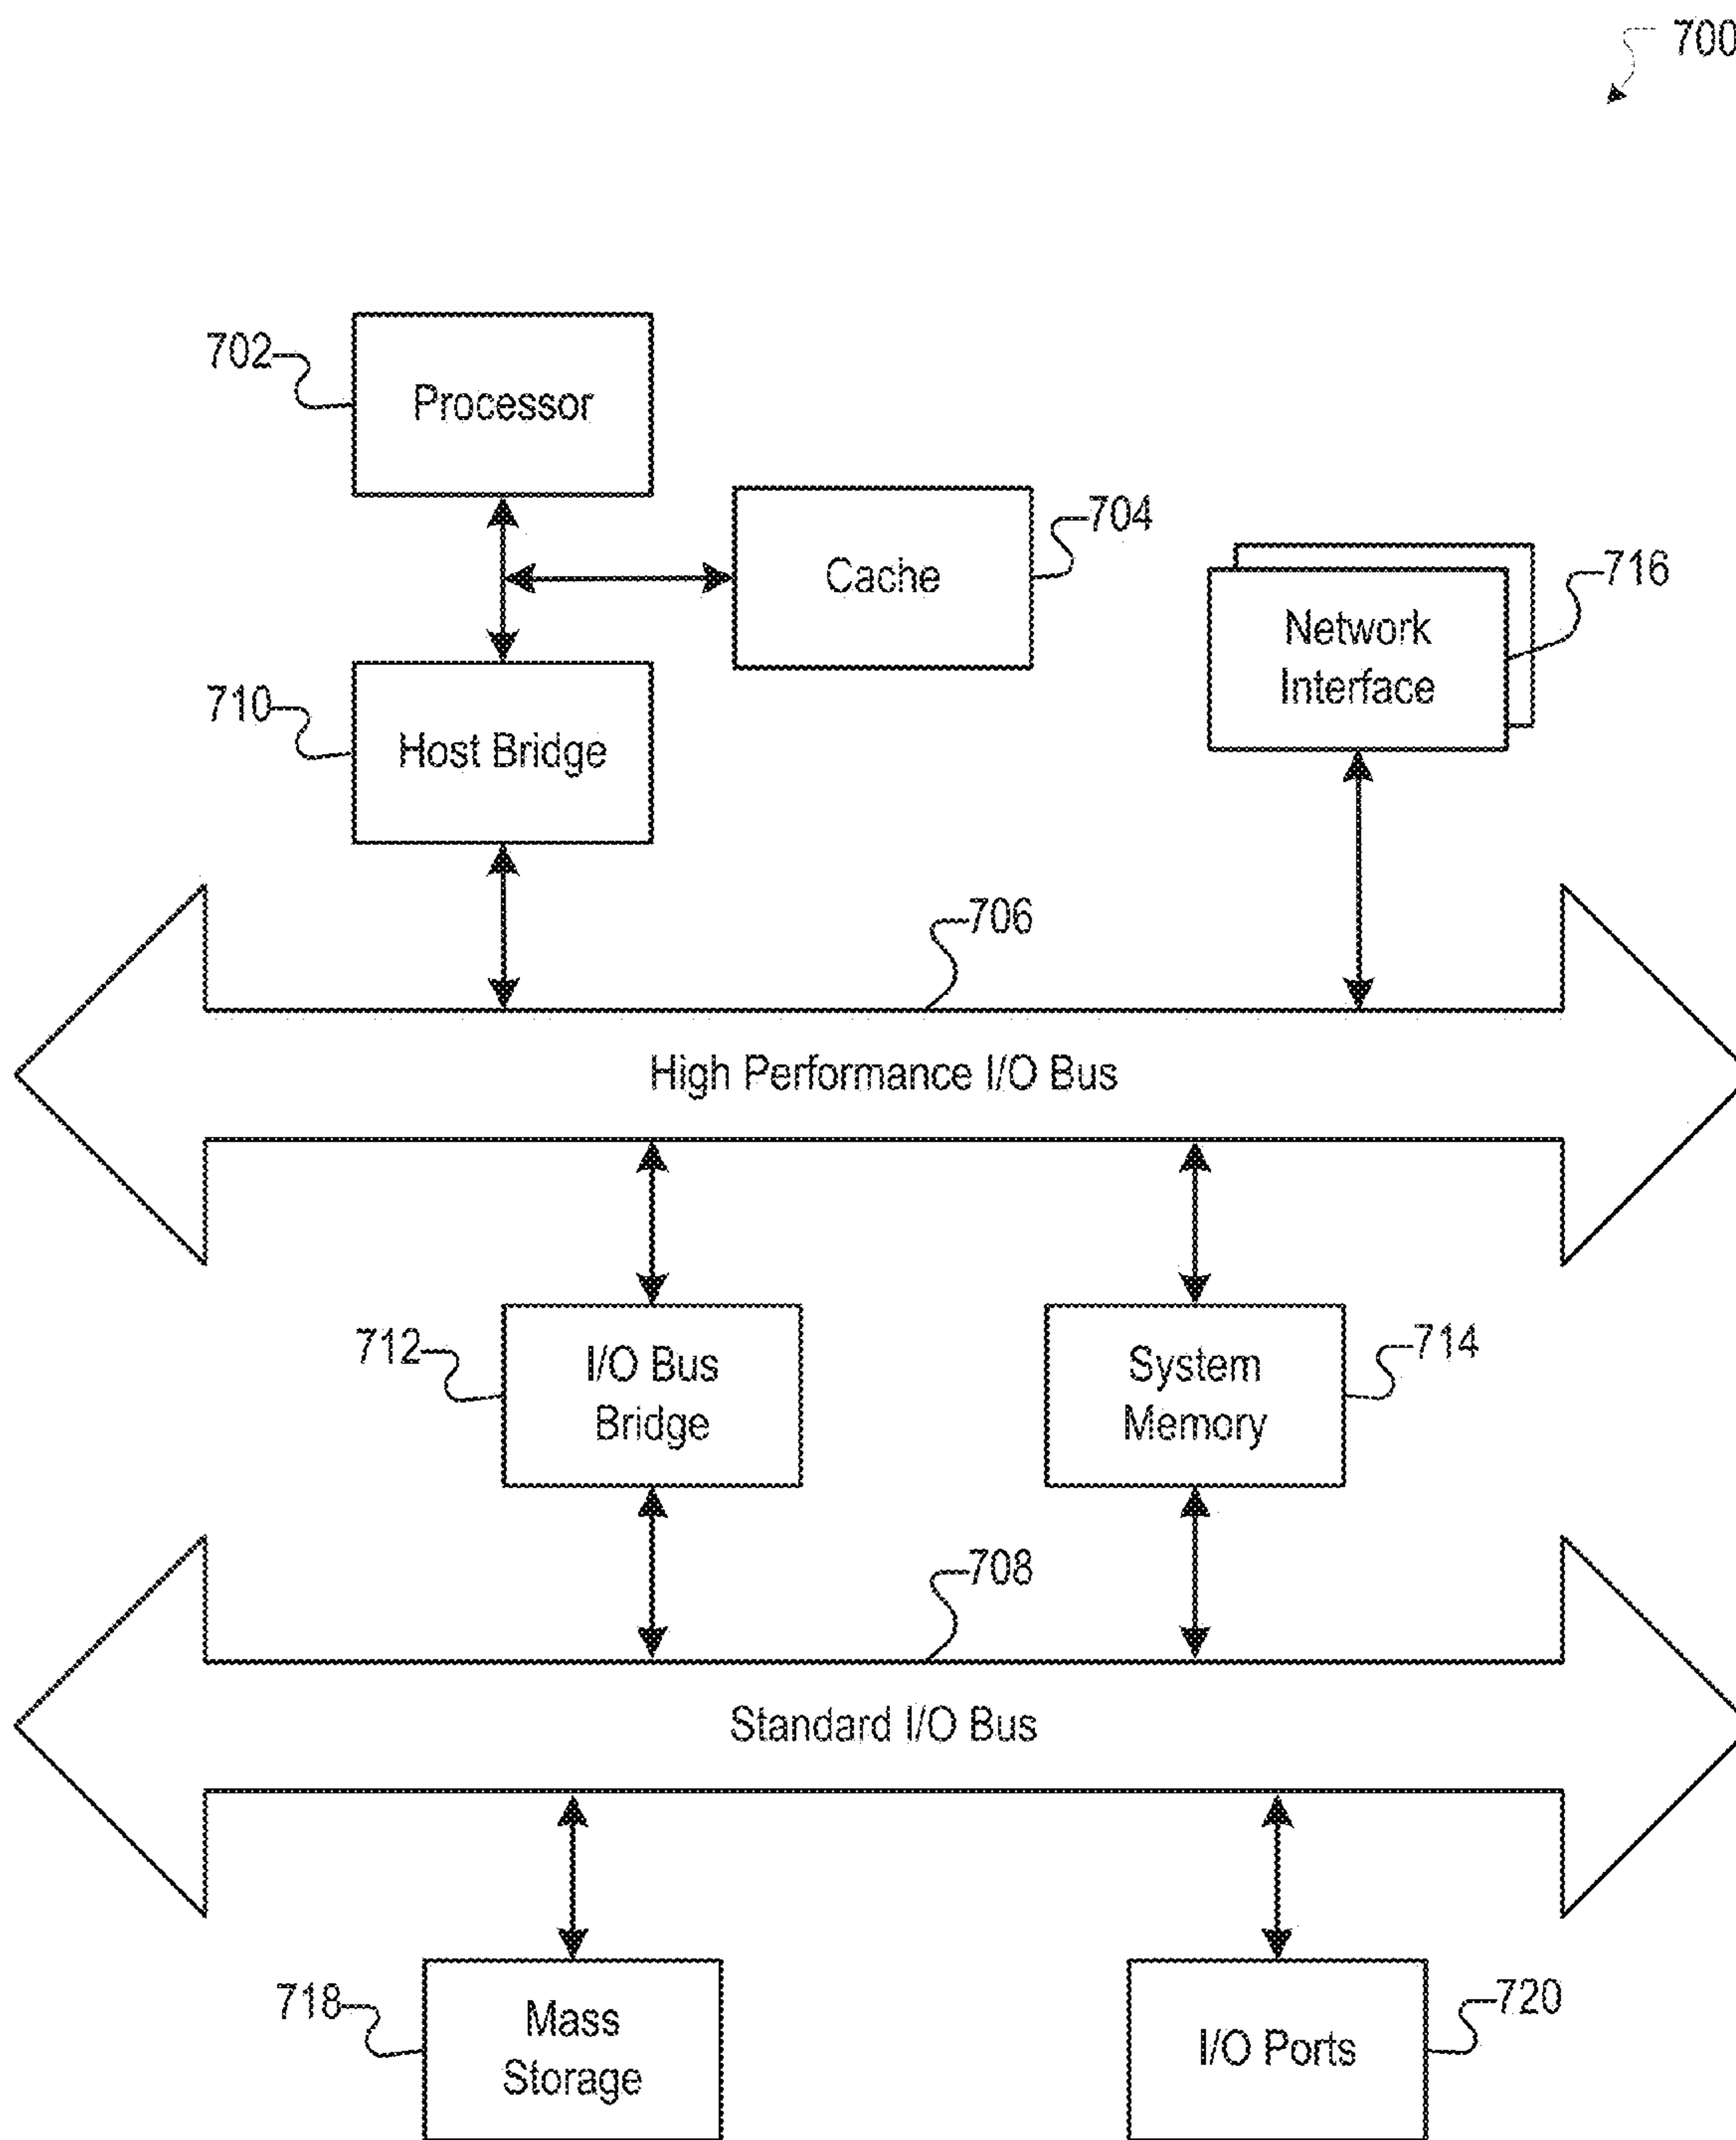 700
702
Processor
704
Cache
716
Network
Interface
710
Host Bridge
706
High Performance I/O Bus
712
I/O Bus
Bridge
System
Memory
714
708
Standard I/O Bus
718
Mass
Storage
I/O Ports
720